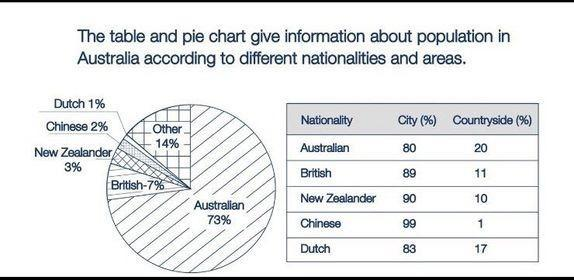 The table and pie chart give information about population in
Australia according to different nationalities and areas.
Dutch 1%
Chinese 2%
New Zealander
3%
British-7%
Other
14%
Australian
73%
Nationality City (%) Countryside (%)
Australian 80 20
British 89 11
New Zealander 90 10
Chinese 99 1
Dutch 83 17